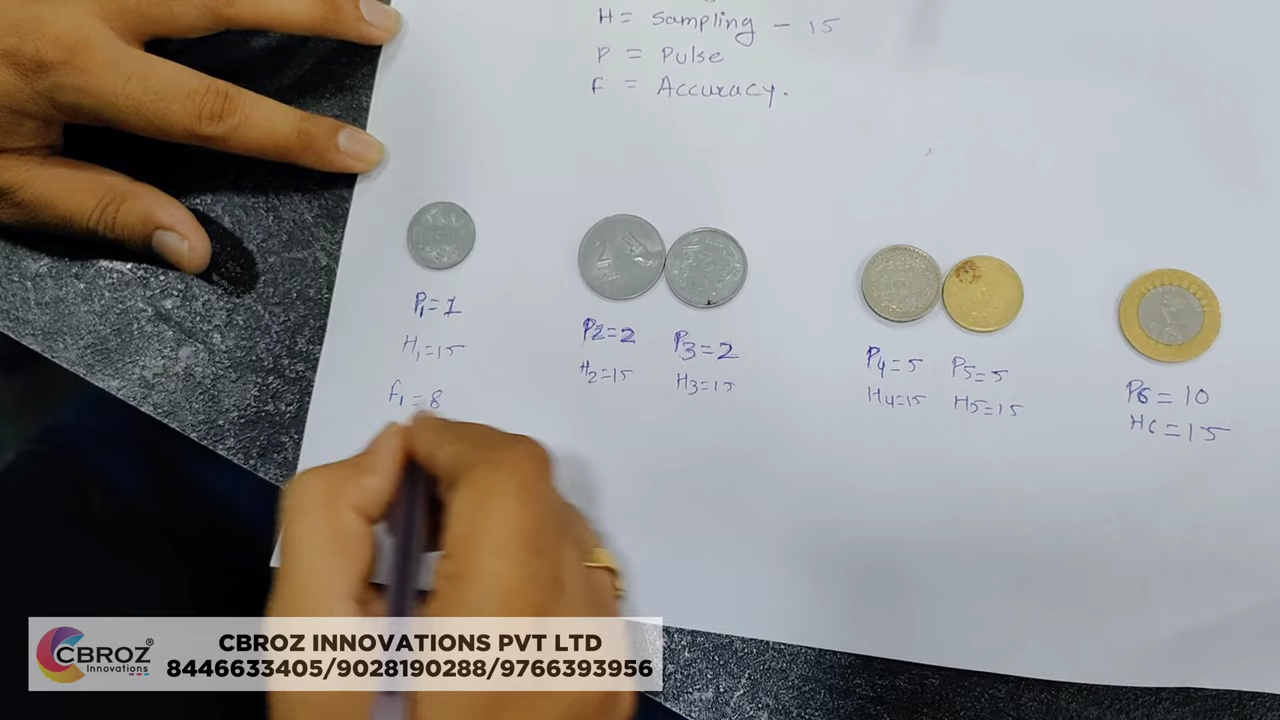 H = Sampling - 15
P = Pulse
F = Accuracy.
P1=1
H1=15
F1=8
P2=2
P3=2
H2=15
H3=15
P4=5
P5=5
H4=15
H5=15
P6=10
H6=15
2
CBROZ®
Innovations
CBROZ INNOVATIONS PVT LTD
8446633405/9028190288/9766393956